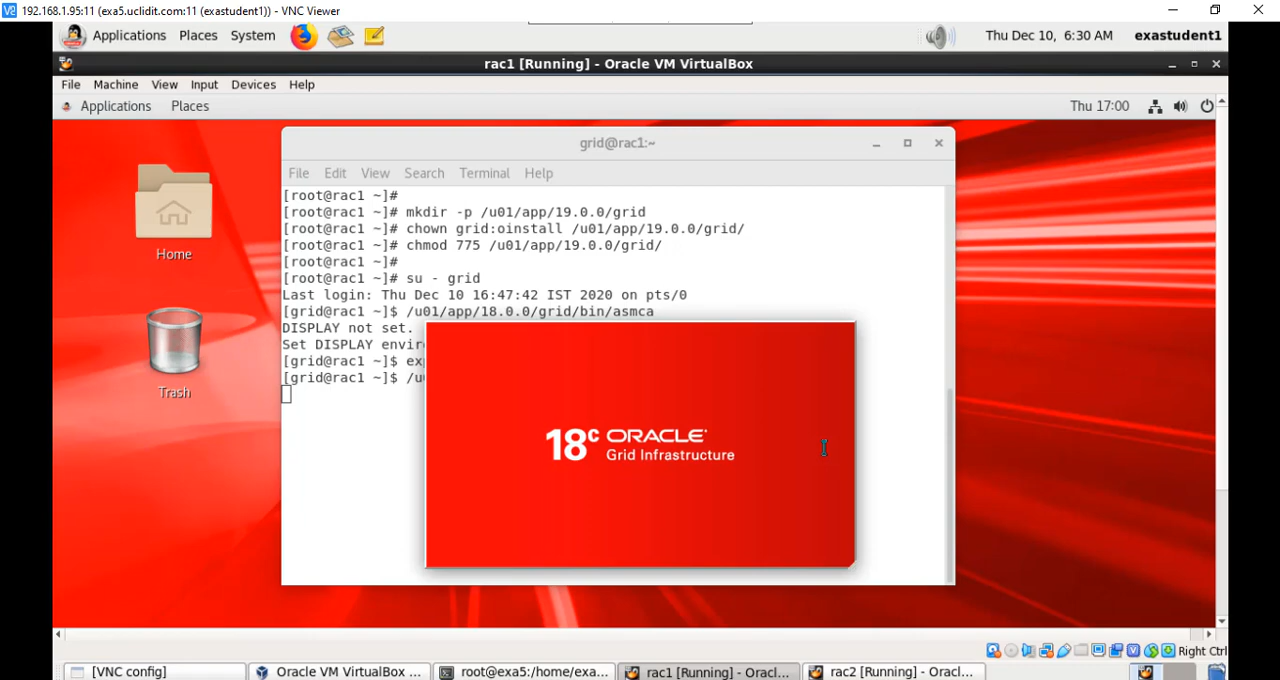 192.168.1.95:11 (exa5.uclidit.com:11 (exastudent1)) - VNC Viewer
Applications Places System Thu Dec 10, 6:30 AM exastudent1
rac1 [Running] - Oracle VM VirtualBox
File Machine View Input Devices Help
Applications Places Thu 17:00
grid@rac1:~
File Edit View Search Terminal Help
[root@rac1 ~]#
[root@rac1 ~]# mkdir -p /u01/app/19.0.0/grid
[root@rac1 ~]# chown grid:oinstall /u01/app/19.0.0/grid/
[root@rac1 ~]# chmod 775 /u01/app/19.0.0/grid/
[root@rac1 ~]#
[root@rac1 ~]# su - grid
Last login: Thu Dec 10 16:47:42 IST 2020 on pts/0
[grid@rac1 ~]$ /u01/app/18.0.0/grid/bin/asmca
DISPLAY not set.
Set DISPLAY envir
[grid@rac1 ~]$ ex
[grid@rac1 ~]$ /u
Home
Trash
18c ORACLE
Grid Infrastructure
Right Ctrl
[VNC config] Oracle VM VirtualBox ... root@exa5:/home/exa... rac1 [Running] - Oracl... rac2 [Running] - Oracl...